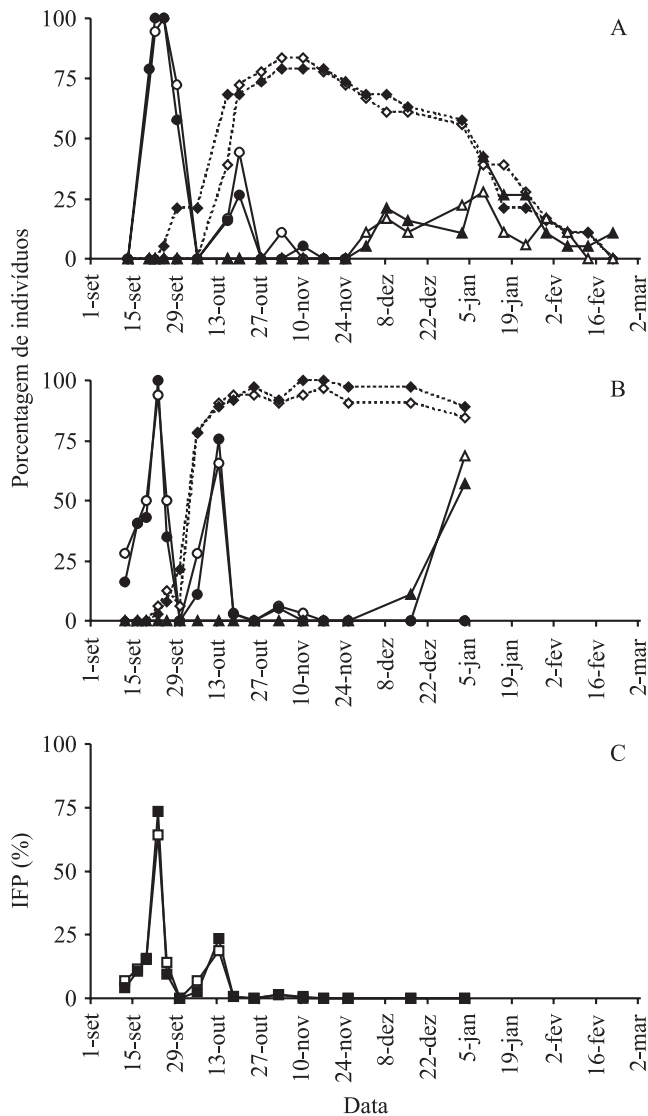 A
100
75
50
25
0
1-set
15-set
29-set
13-out
27-out
10-nov
24-nov
8-dez
22-dez
5-jan
19-jan
2-fev
16-fev
2-mar
Porcentagem de indivíduos
B
100
75
50
25
0
1-set
15-set
29-set
13-out
27-out
10-nov
24-nov
8-dez
22-dez
5-jan
19-jan
2-fev
16-fev
2-mar
C
100
75
50
25
0
IFP (%)
1-set
15-set
29-set
13-out
27-out
10-nov
24-nov
8-dez
22-dez
5-jan
19-jan
2-fev
16-fev
2-mar
Data